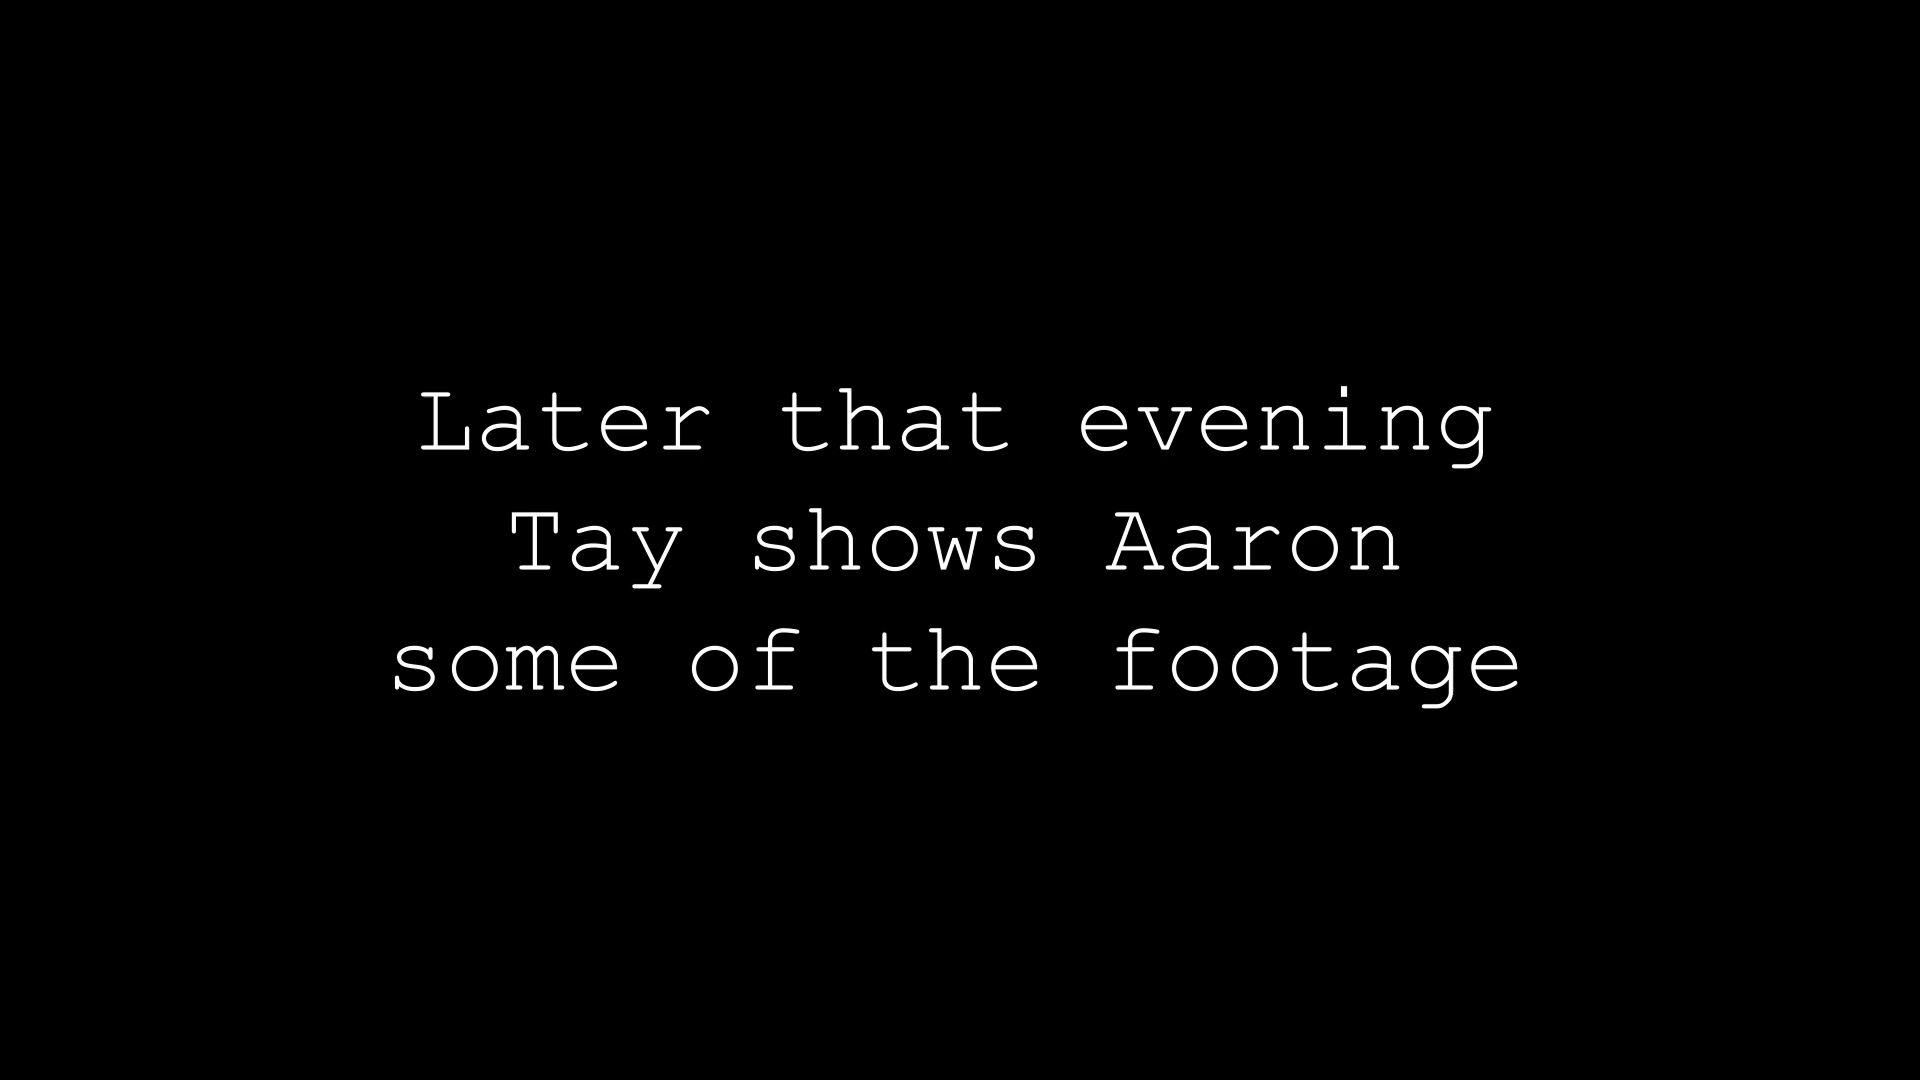 Later that evening
Tay shows Aaron
some of the footage